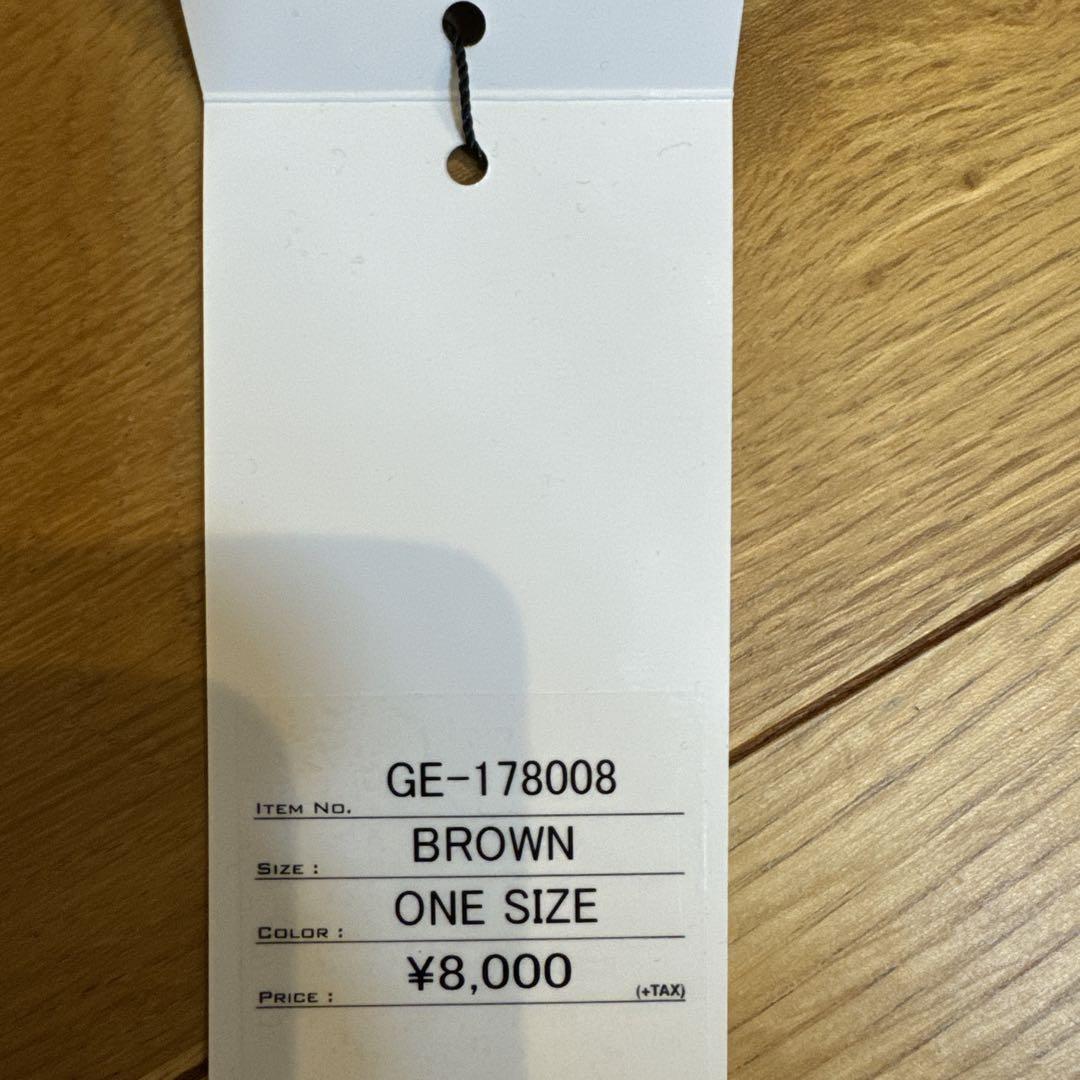 ITEM NO. GE-178008
SIZE : BROWN
COLOR : ONE SIZE
PRICE : ¥8,000 (+TAX)